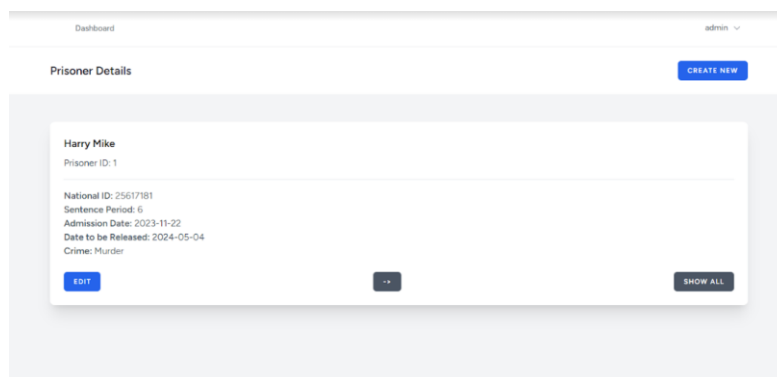 Dashboard admin
Prisoner Details CREATE NEW
Harry Mike
Prisoner ID: 1
National ID: 25617181
Sentence Period: 6
Admission Date: 2023-11-22
Date to be Released: 2024-05-04
Crime: Murder
EDIT -> SHOW ALL